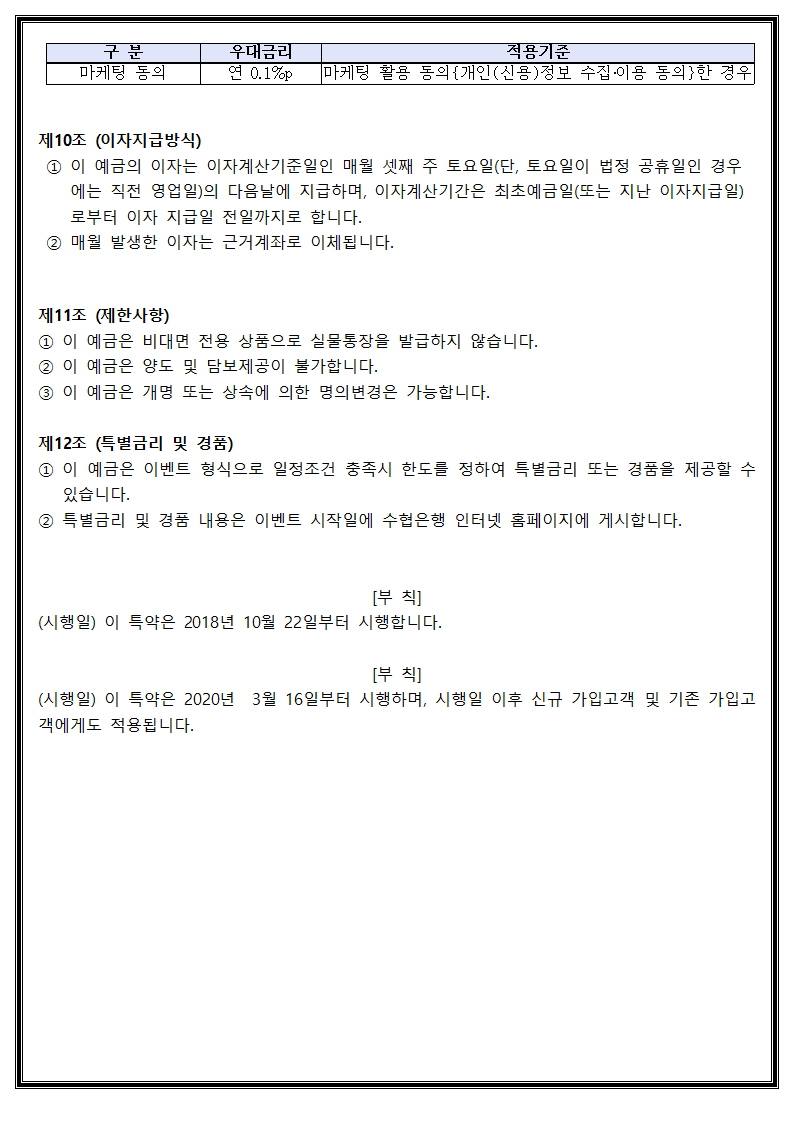 구 분 우대금리 적용기준
마케팅 동의 연 0.1%p 마케팅 활용 동의{개인(신용)정보 수집·이용 동의}한 경우
제10조 (이자지급방식)
① 이 예금의 이자는 이자계산기준일인 매월 셋째 주 토요일(단, 토요일이 법정 공휴일인 경우
에는 직전 영업일)의 다음날에 지급하며, 이자계산기간은 최초예금일(또는 지난 이자지급일)
로부터 이자 지급일 전일까지로 합니다.
② 매월 발생한 이자는 근거계좌로 이체됩니다.
제11조 (제한사항)
① 이 예금은 비대면 전용 상품으로 실물통장을 발급하지 않습니다.
② 이 예금은 양도 및 담보제공이 불가합니다.
③ 이 예금은 개명 또는 상속에 의한 명의변경은 가능합니다.
제12조 (특별금리 및 경품)
① 이 예금은 이벤트 형식으로 일정조건 충족시 한도를 정하여 특별금리 또는 경품을 제공할 수
있습니다.
② 특별금리 및 경품 내용은 이벤트 시작일에 수협은행 인터넷 홈페이지에 게시합니다.
[부 칙]
(시행일) 이 특약은 2018년 10월 22일부터 시행합니다.
[부 칙]
(시행일) 이 특약은 2020년 3월 16일부터 시행하며, 시행일 이후 신규 가입고객 및 기존 가입고
객에게도 적용됩니다.